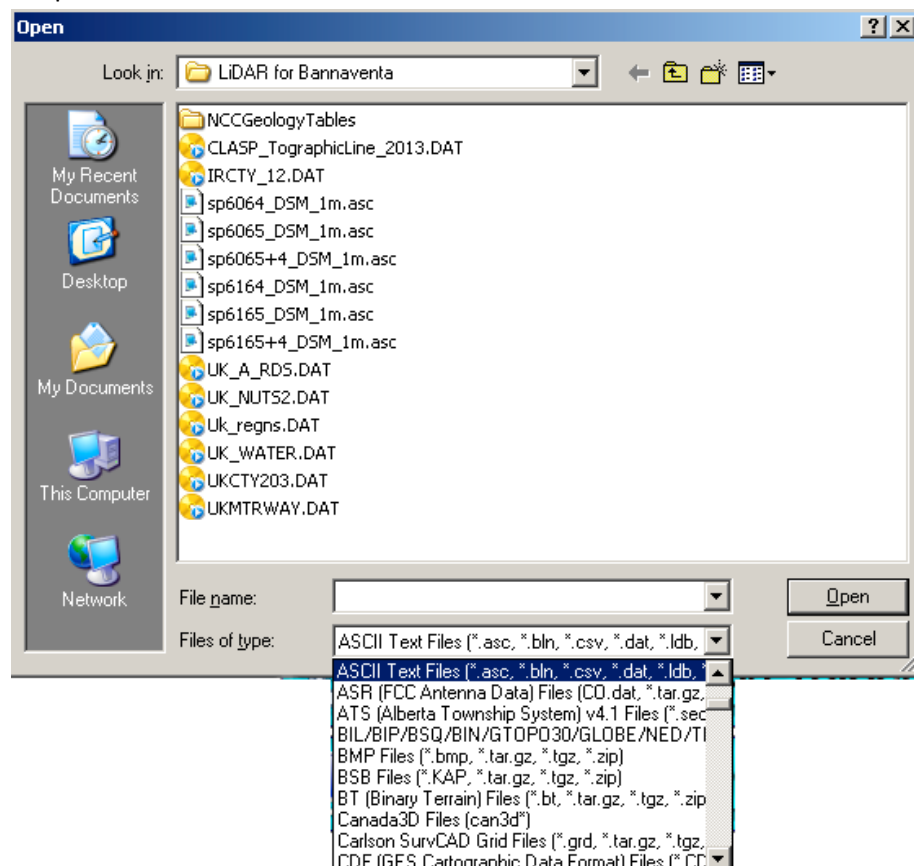 Open
Look in: LiDAR for Bannaventa
My Recent
Documents
Desktop
My Documents
This Computer
Network
NCCGeologyTables
CLASP_TographicLine_2013.DAT
IRCTY_12.DAT
sp6064_DSM_1m.asc
sp6065_DSM_1m.asc
sp6065+4_DSM_1m.asc
sp6164_DSM_1m.asc
sp6165_DSM_1m.asc
sp6165+4_DSM_1m.asc
UK_A_RDS.DAT
UK_NUTS2.DAT
Uk_regns.DAT
UK_WATER.DAT
UKCTY203.DAT
UKMTRWAY.DAT
File name: Open
Files of type: ASCII Text Files (*.asc, *.bln, *.csv, *.dat, *.ldb, Cancel
ASCII Text Files (*.asc, *.bln, *.csv, *.dat, *.ldb, *
ASR (FCC Antenna Data) Files (CO.dat, *.tar.gz,
ATS (Alberta Township System) v4.1 Files (*.sec
BIL/BIP/BSQ/BIN/GTOPO30/GLOBE/NED/
BMP Files (*.bmp, *.tar.gz, *.tgz, *.zip)
BSB Files (*.KAP, *.tar.gz, *.tgz, *.zip)
BT (Binary Terrain) Files (*.bt, *.tar.gz, *.tgz, *.zip
Canada3D Files (can3d*)
Carlson SurvCAD Grid Files (*.grd, *.tar.gz, *.tgz,
CDF (GES Cartographic Data Format) Files (*.CD